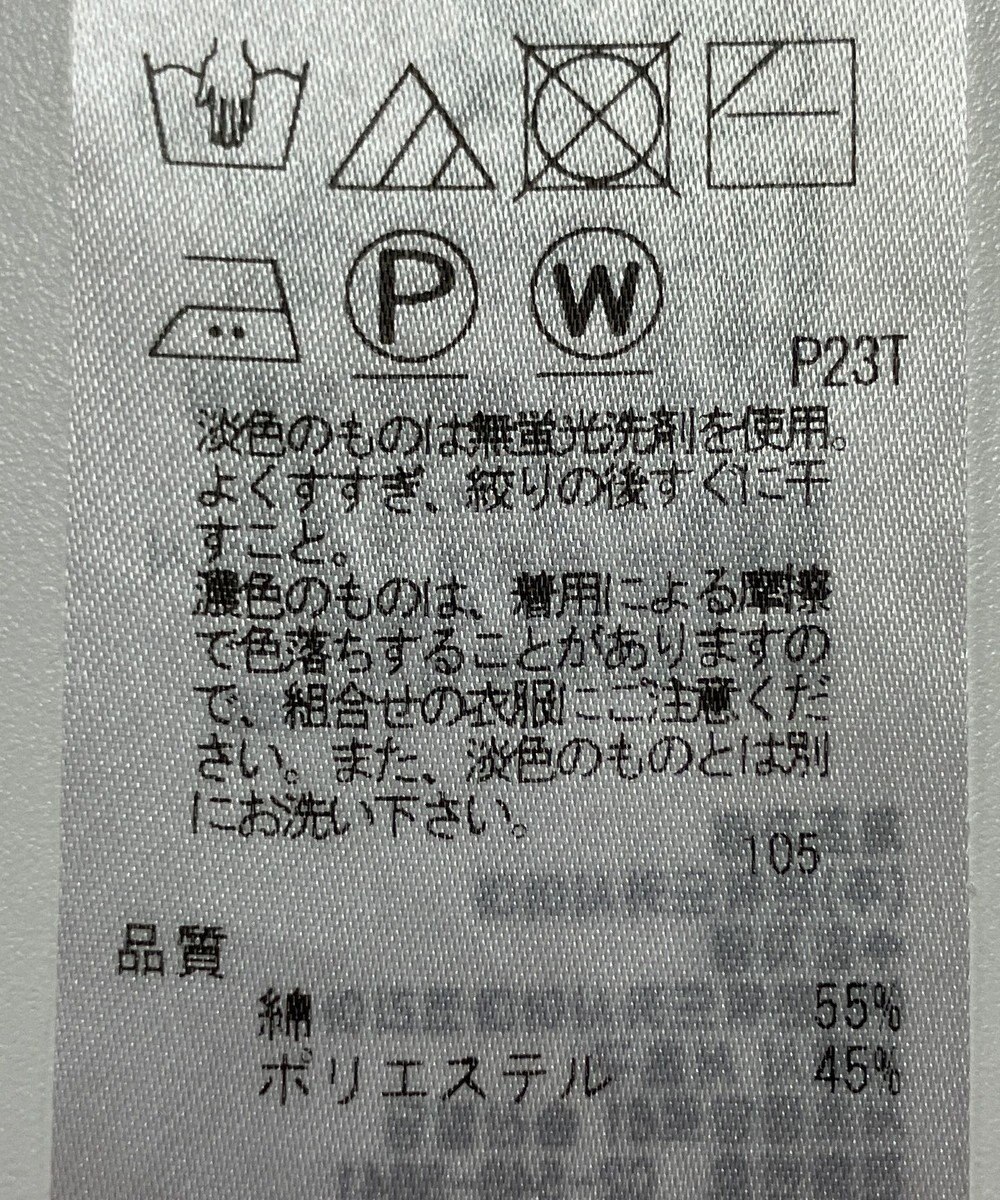 P W
P23T
淡色のものは無蛍光洗剤を使用。
よくすすぎ、絞りの後すぐに干
すこと。
濃色のものは、着用による摩擦
で色落ちすることがありますの
で、組合せの衣服にご注意くだ
さい。また、淡色のものとは別
にお洗い下さい。
105
品質
綿 55%
ポリエステル 45%